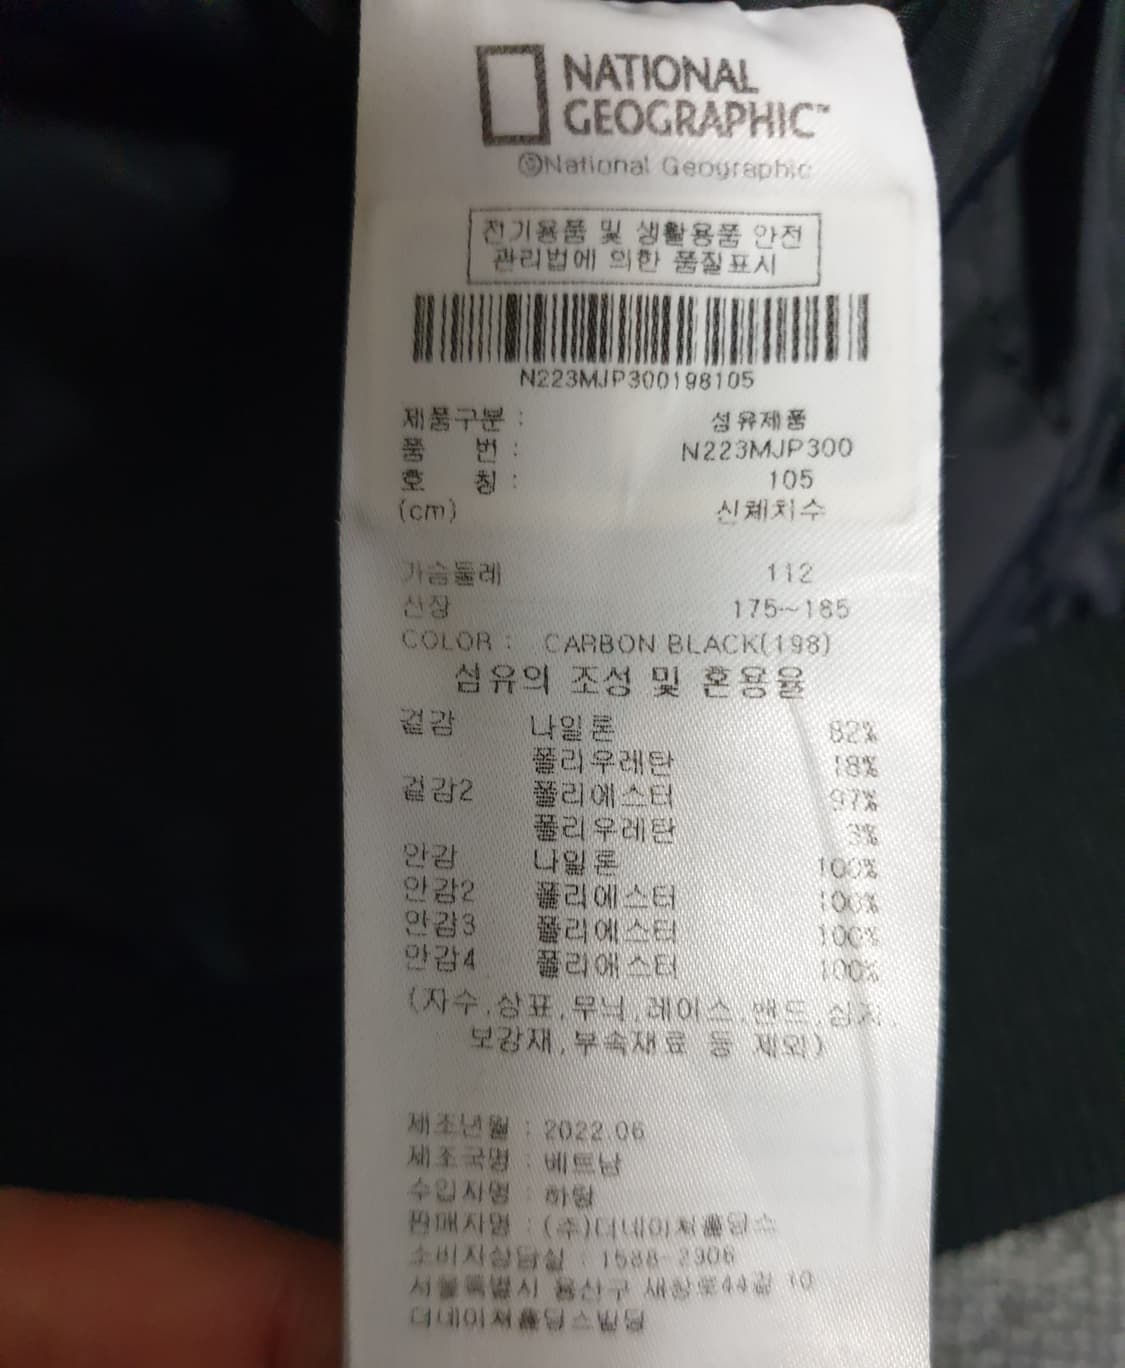 NATIONAL
GEOGRAPHIC™
©National Geographic
전기용품 및 생활용품 안전
관리법에 의한 품질표시
N223MJP300198105
제품구분 : 섬유제품
품 번 : N223MJP300
호 칭 : 105
(cm) 신체치수
가슴둘레 112
신장 175~185
COLOR : CARBON BLACK(198)
섬유의 조성 및 혼용율
겉감 나일론 82%
폴리우레탄 18%
겉감2 폴리에스터 97%
폴리우레탄 3%
안감 나일론 100%
안감2 폴리에스터 100%
안감3 폴리에스터 100%
안감4 폴리에스터 100%
(자수,상표,무늬,레이스,밴드,심지,
보강재,부속재료 등 제외)
제조년월 : 2022.06
제조국명 : 베트남
수입자명 :
판매자명 : (주)더네이쳐홀딩스
소비자상담실 : 1588-2906
서울특별시 용산구 새창로44길 10
더네이쳐홀딩스빌딩